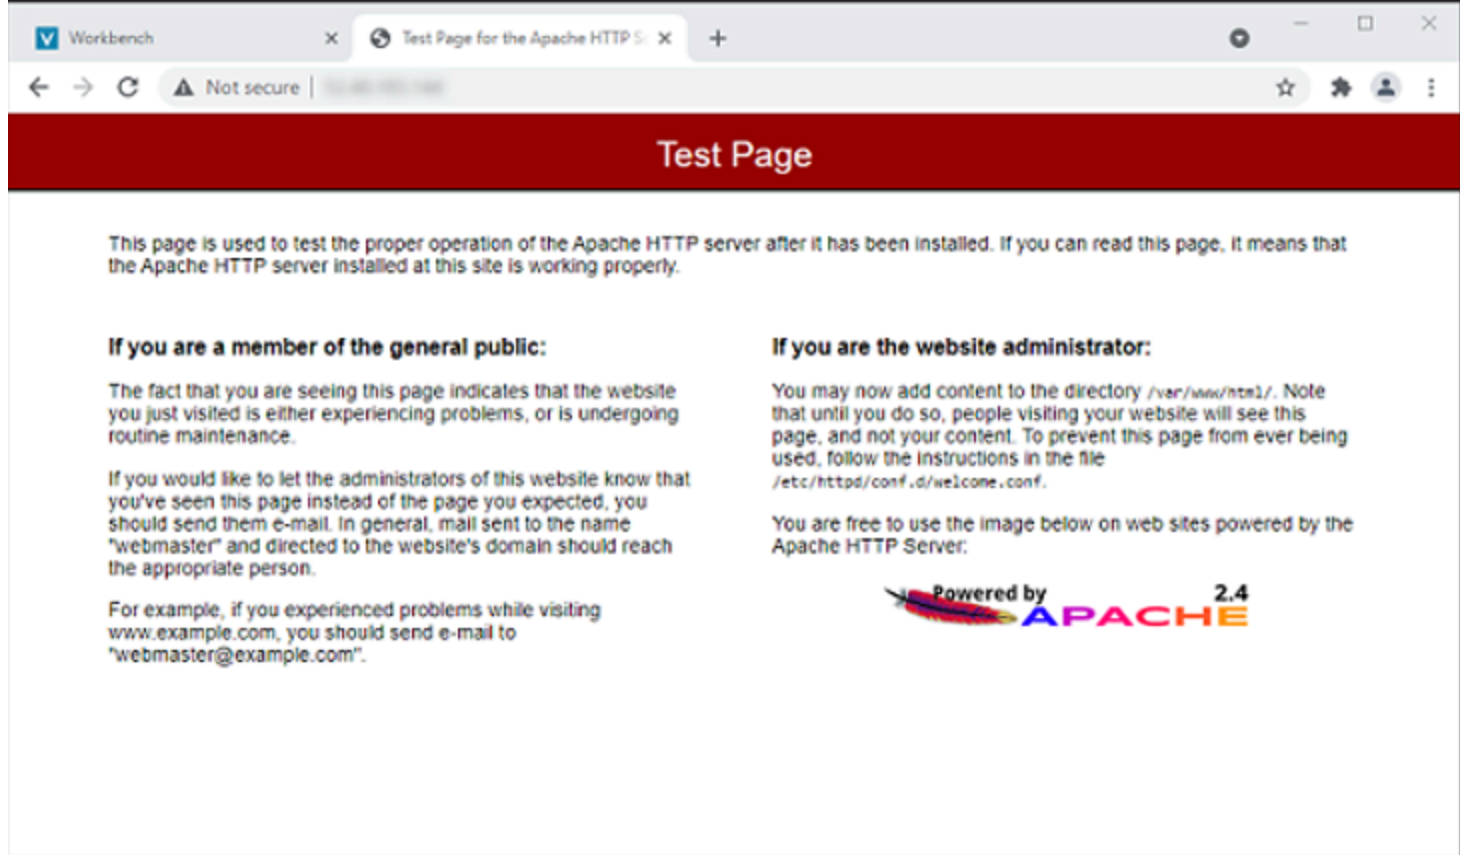 Workbench
Test Page for the Apache HTTP S
Not secure
Test Page
This page is used to test the proper operation of the Apache HTTP server after it has been installed. If you can read this page, it means that
the Apache HTTP server installed at this site is working properly.
If you are a member of the general public:
The fact that you are seeing this page indicates that the website
you just visited is either experiencing problems, or is undergoing
routine maintenance.
If you would like to let the administrators of this website know that
you've seen this page instead of the page you expected, you
should send them e-mail. In general, mail sent to the name
"webmaster" and directed to the website's domain should reach
the appropriate person.
For example, if you experienced problems while visiting
www.example.com, you should send e-mail to
"webmaster@example.com".
If you are the website administrator:
You may now add content to the directory /var/www/html/. Note
that until you do so, people visiting your website will see this
page, and not your content. To prevent this page from ever being
used, follow the instructions in the file
/etc/httpd/conf.d/welcome.conf.
You are free to use the image below on web sites powered by the
Apache HTTP Server:
Powered by 2.4
APACHE